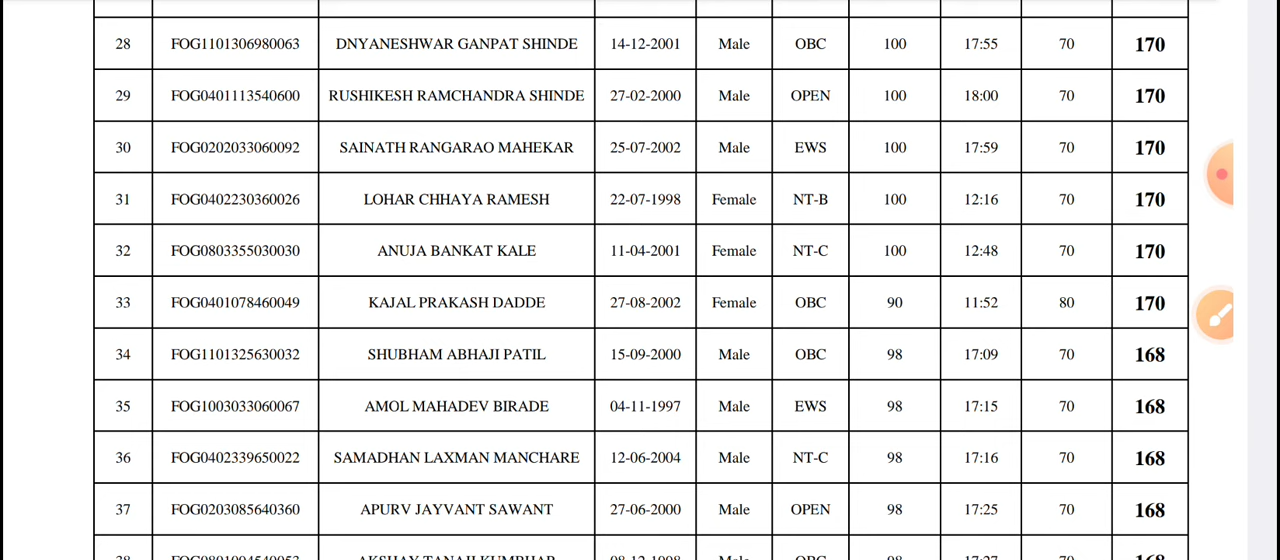 28 FOG1101306980063 DNYANESHWAR GANPAT SHINDE 14-12-2001 Male OBC 100 17:55 70 170
29 FOG0401113540600 RUSHIKESH RAMCHANDRA SHINDE 27-02-2000 Male OPEN 100 18:00 70 170
30 FOG0202033060092 SAINATH RANGARAO MAHEKAR 25-07-2002 Male EWS 100 17:59 70 170
31 FOG0402230360026 LOHAR CHHAYA RAMESH 22-07-1998 Female NT-B 100 12:16 70 170
32 FOG0803355030030 ANUJA BANKAT KALE 11-04-2001 Female NT-C 100 12:48 70 170
33 FOG0401078460049 KAJAL PRAKASH DADDE 27-08-2002 Female OBC 90 11:52 80 170
34 FOG1101325630032 SHUBHAM ABHAJI PATIL 15-09-2000 Male OBC 98 17:09 70 168
35 FOG1003033060067 AMOL MAHADEV BIRADE 04-11-1997 Male EWS 98 17:15 70 168
36 FOG0402339650022 SAMADHAN LAXMAN MANCHARE 12-06-2004 Male NT-C 98 17:16 70 168
37 FOG0203085640360 APURV JAYVANT SAWANT 27-06-2000 Male OPEN 98 17:25 70 168